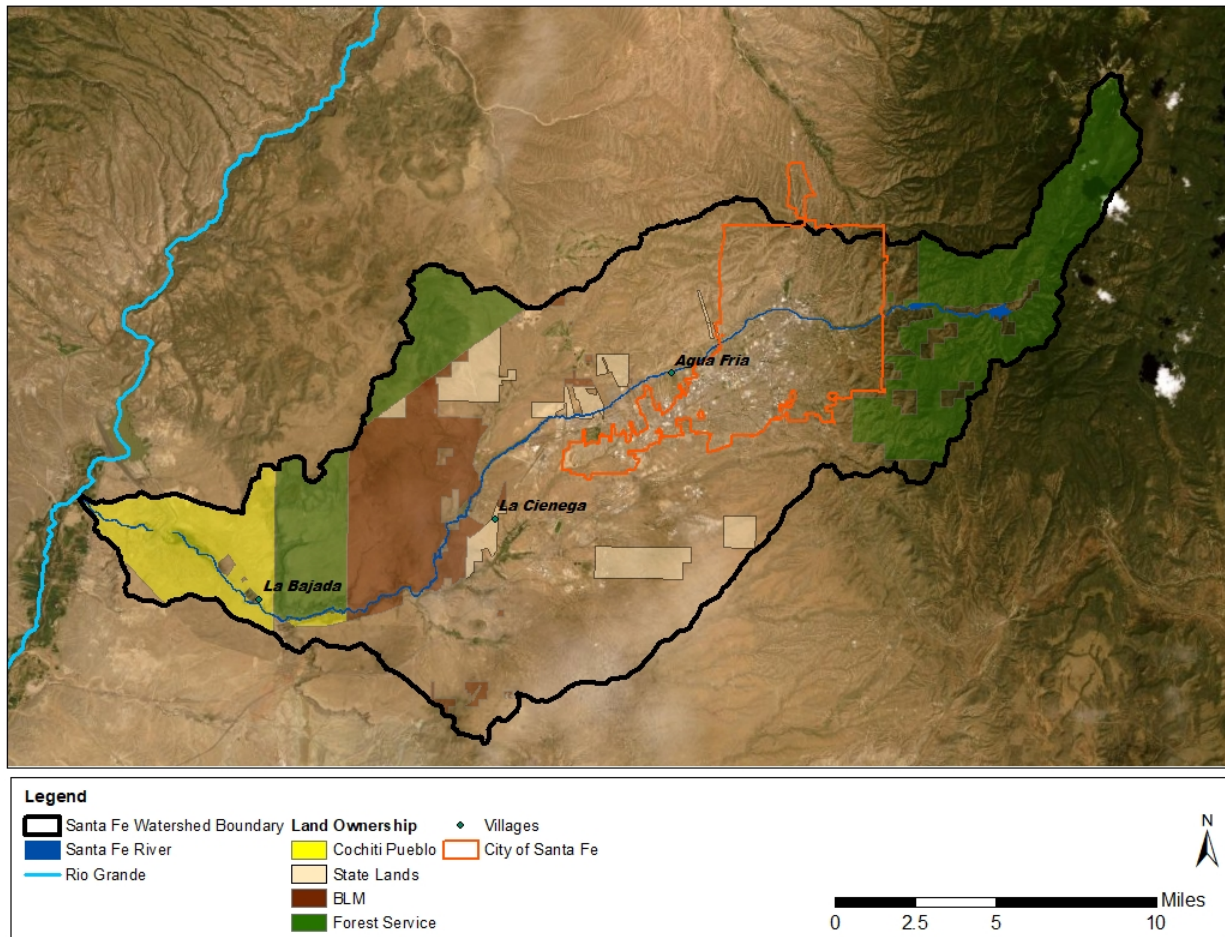 Agua Fria
La Cienega
La Bajada
Legend
Santa Fe Watershed Boundary
Santa Fe River
Rio Grande
Land Ownership
Cochiti Pueblo
State Lands
BLM
Forest Service
Villages
City of Santa Fe
N
Miles
0 2.5 5 10